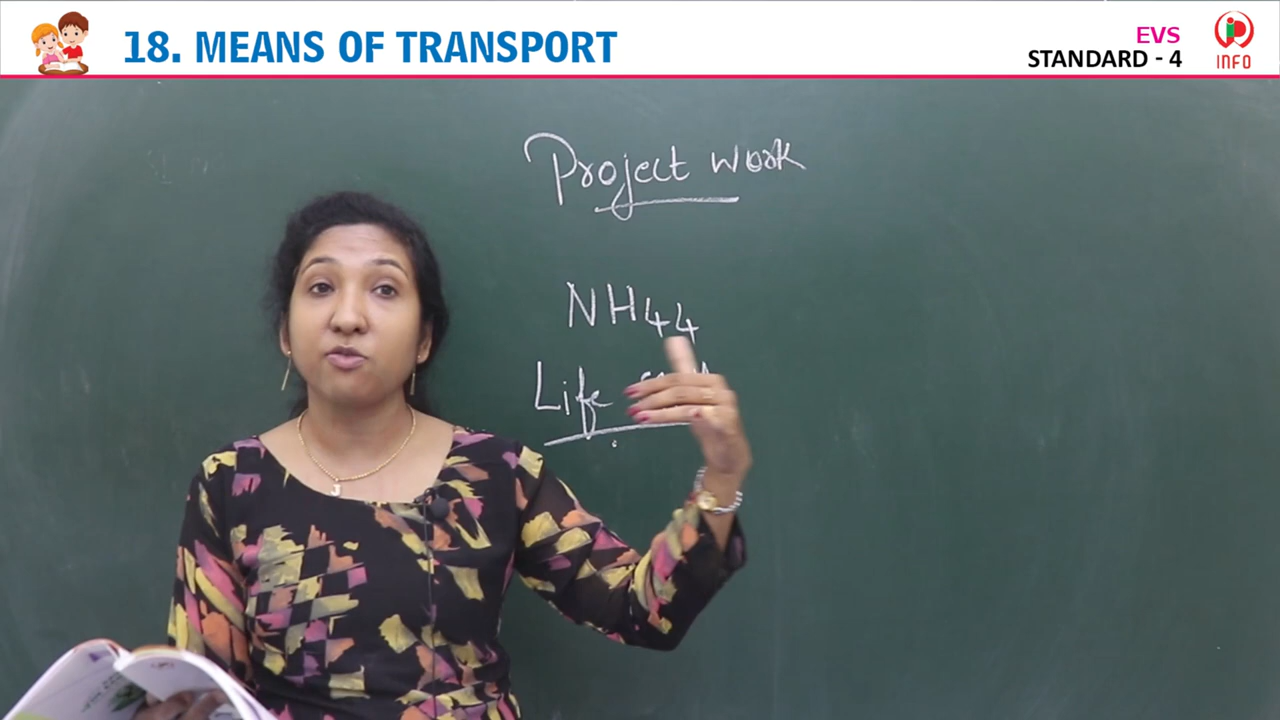 18. MEANS OF TRANSPORT
EVS
STANDARD - 4
INFO
Project work
NH44
Life